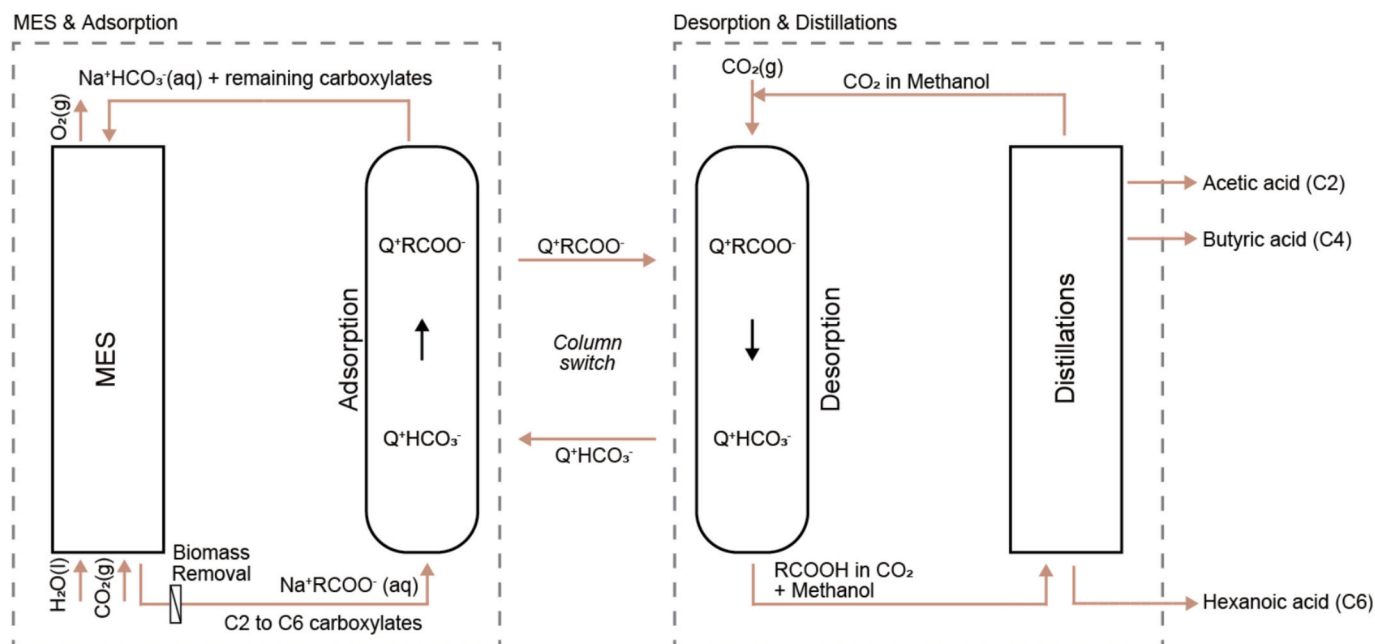 MES & Adsorption
Na⁺HCO₃⁻(aq) + remaining carboxylates
O₂(g)
MES
Adsorption
Q⁺RCOO⁻
Q⁺HCO₃⁻
H₂O(l)
CO₂(g)
Biomass
Removal
Na⁺RCOO⁻ (aq)
C2 to C6 carboxylates
Q⁺RCOO⁻
Column
switch
Q⁺HCO₃⁻
Desorption & Distillations
CO₂(g)
CO₂ in Methanol
Q⁺RCOO⁻
Q⁺HCO₃⁻
Desorption
Distillations
RCOOH in CO₂
+ Methanol
Acetic acid (C2)
Butyric acid (C4)
Hexanoic acid (C6)